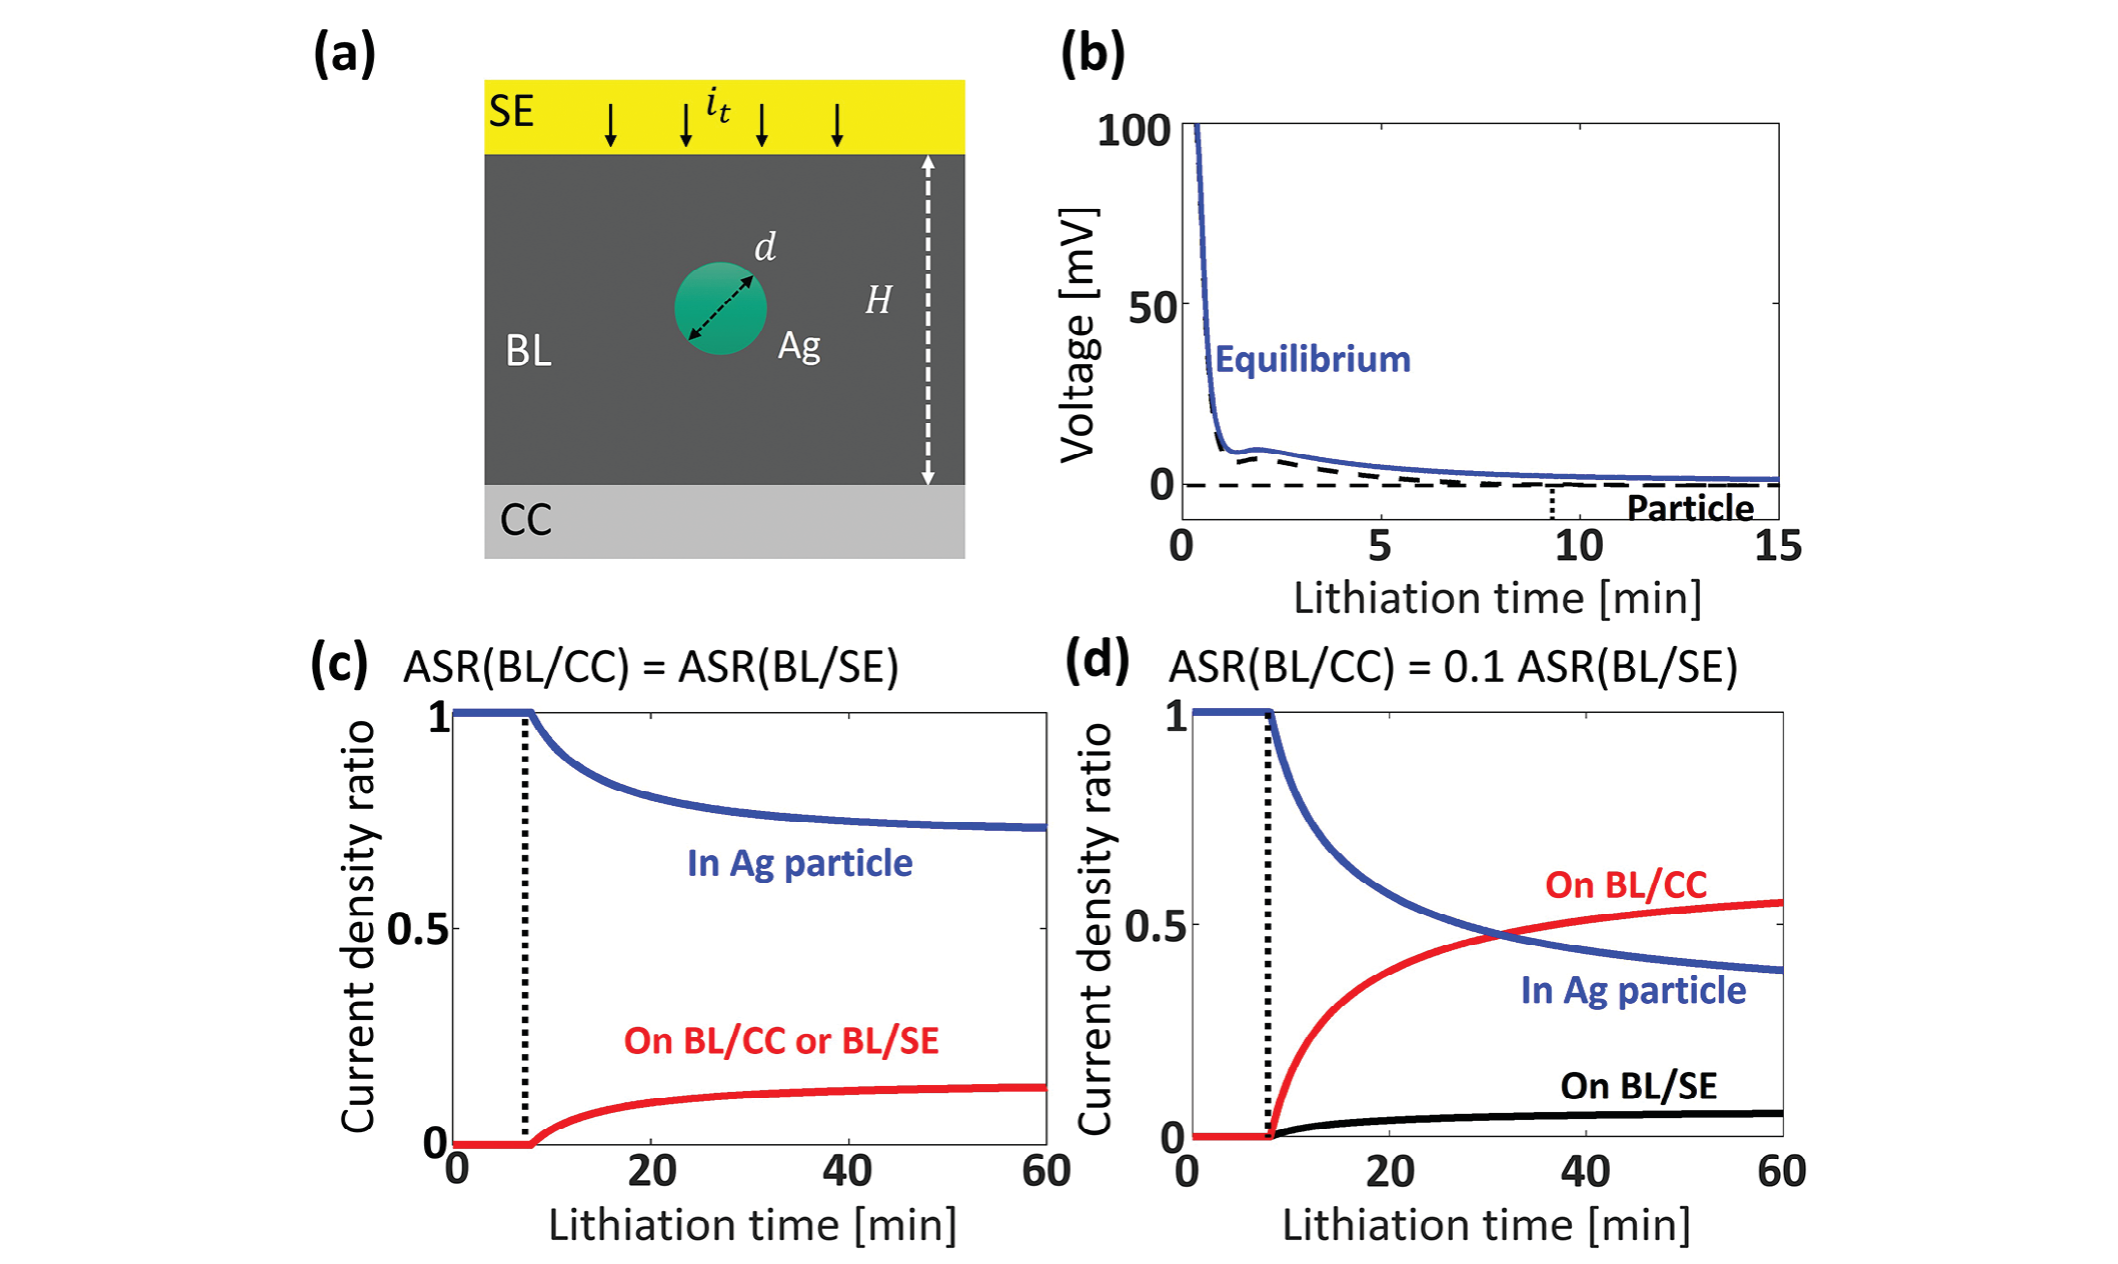 (a)
SE
i_t
d
H
BL
Ag
CC
(b)
100
50
0
Voltage [mV]
Equilibrium
Particle
0 5 10 15
Lithiation time [min]
(c) ASR(BL/CC) = ASR(BL/SE)
1
0.5
0
Current density ratio
In Ag particle
On BL/CC or BL/SE
0 20 40 60
Lithiation time [min]
(d) ASR(BL/CC) = 0.1 ASR(BL/SE)
1
0.5
0
Current density ratio
On BL/CC
In Ag particle
On BL/SE
0 20 40 60
Lithiation time [min]